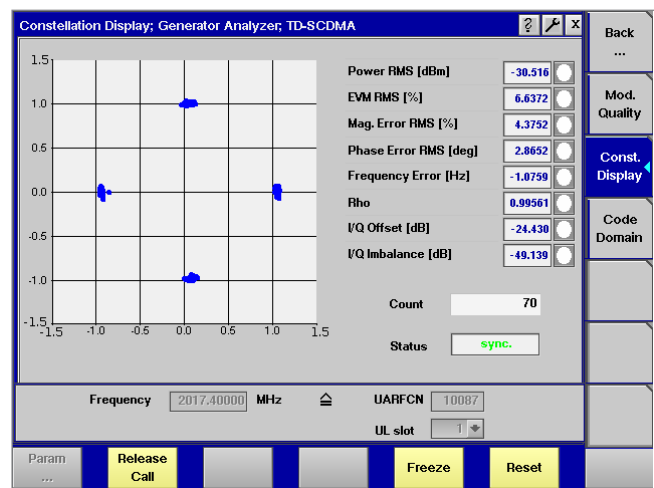 Constellation Display; Generator Analyzer; TD-SCDMA
? X
Back
...
Mod.
Quality
Const.
Display
Code
Domain
1.5
1.0
0.5
0.0
-0.5
-1.0
-1.5
-1.5 -1.0 -0.5 0.0 0.5 1.0 1.5
Power RMS [dBm] -30.516
EVM RMS [%] 6.6372
Mag. Error RMS [%] 4.3752
Phase Error RMS [deg] 2.8652
Frequency Error [Hz] -1.0759
Rho 0.99561
I/Q Offset [dB] -24.430
I/Q Imbalance [dB] -49.139
Count 70
Status sync.
Frequency 2017.40000 MHz ≙ UARFCN 10087
UL slot 1
Param
...
Release
Call
Freeze
Reset